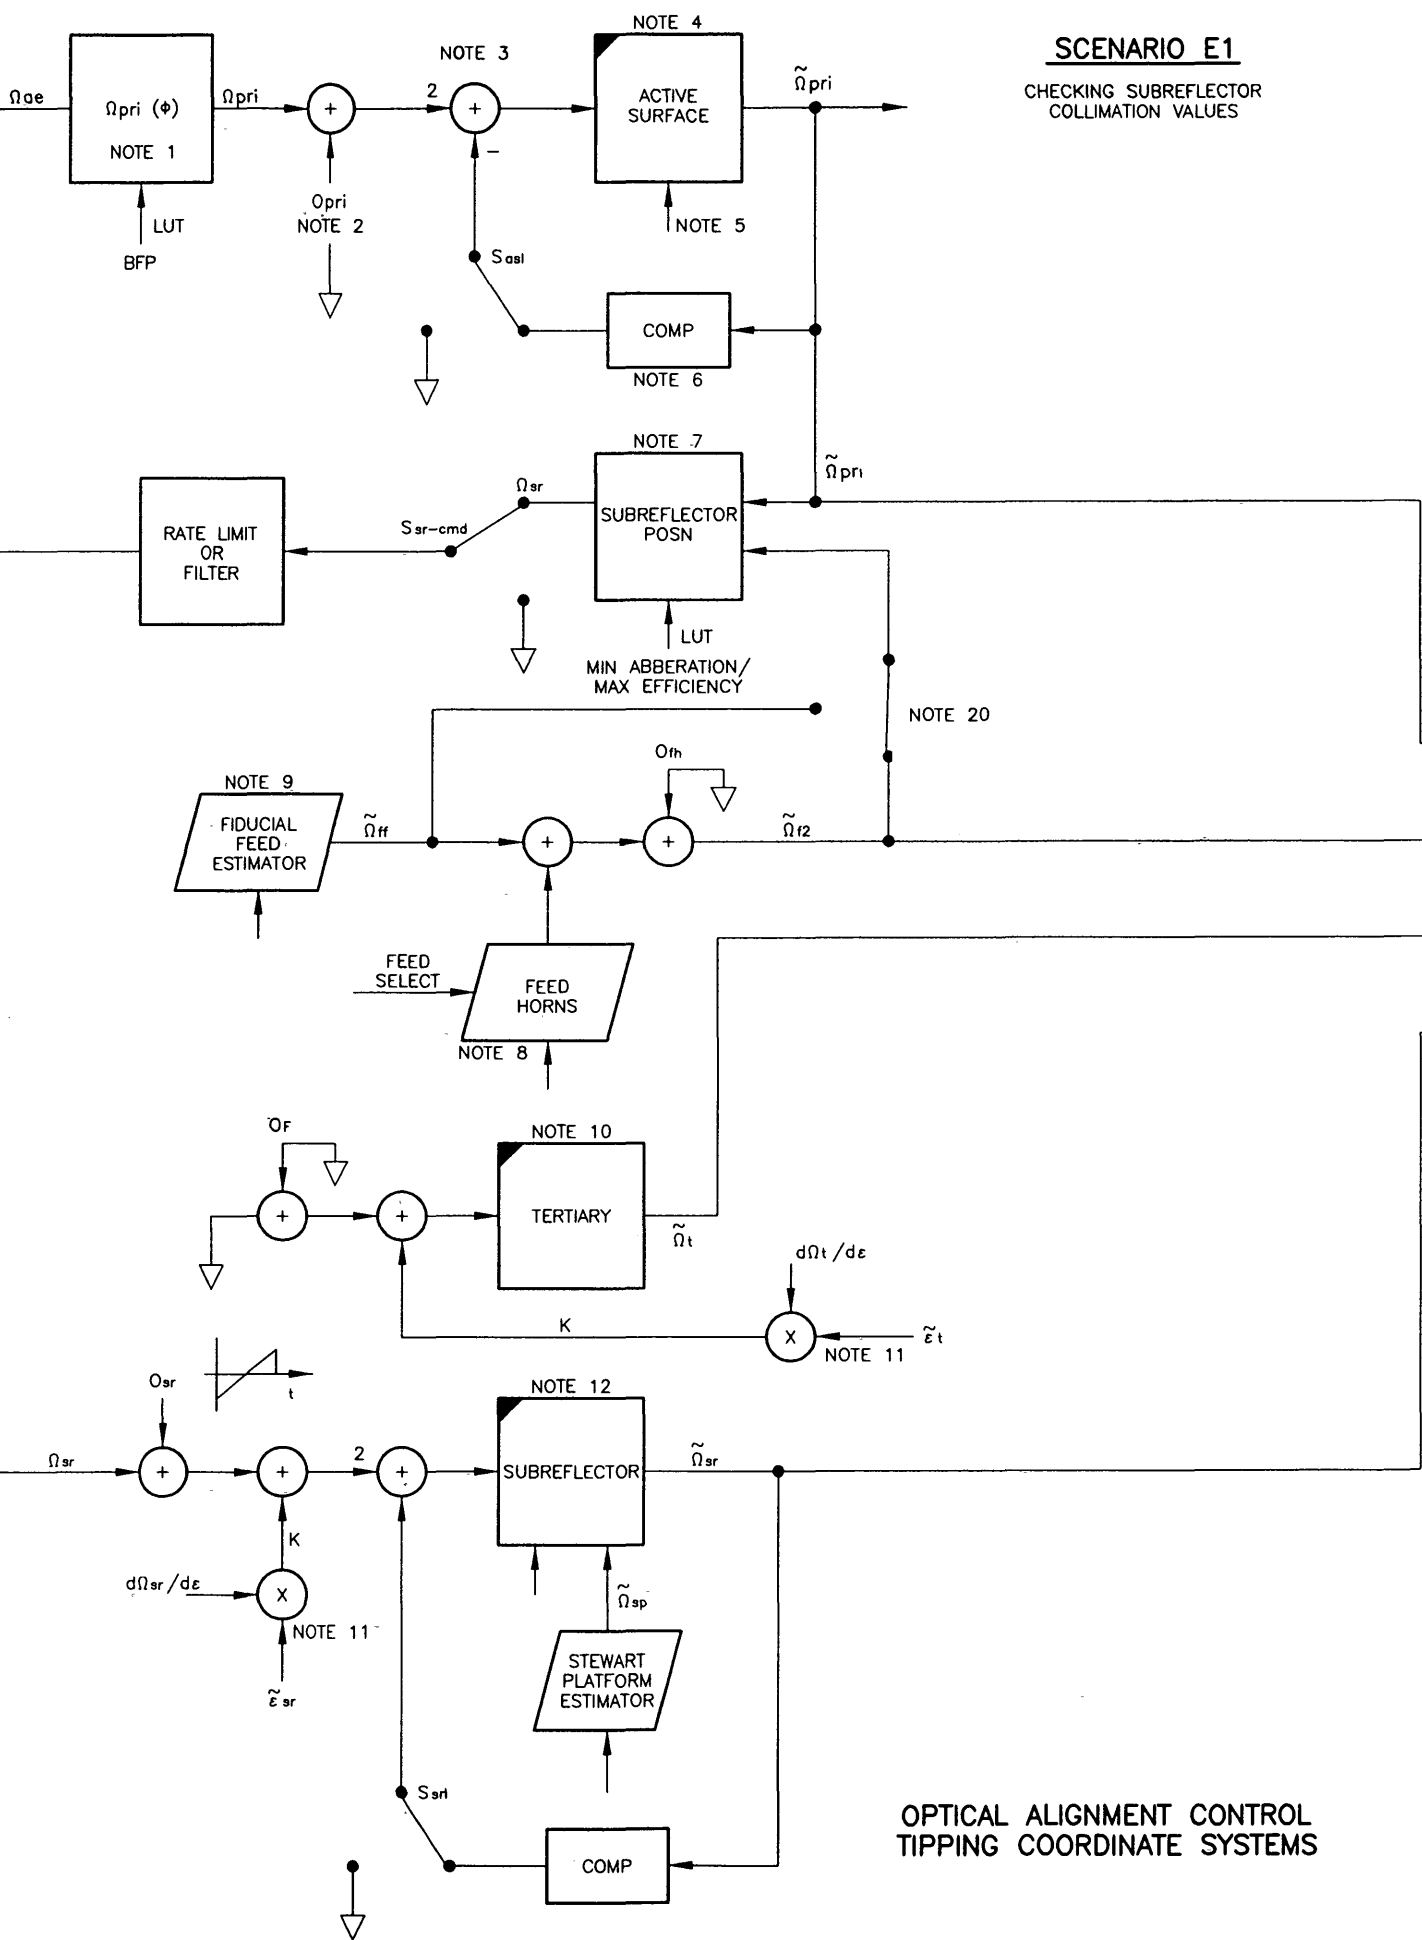 NOTE 4
SCENARIO E1
NOTE 3
CHECKING SUBREFLECTOR
COLLIMATION VALUES
Ωae
Ωpri (Φ)
NOTE 1
Ωpri
+
2
+
−
ACTIVE
SURFACE
Ω̃pri
LUT
BFP
Opri
NOTE 2
NOTE 5
Sasl
COMP
NOTE 6
NOTE 7
Ω̃pri
Ωsr
SUBREFLECTOR
POSN
Ssr-cmd
RATE LIMIT
OR
FILTER
LUT
MIN ABBERATION/
MAX EFFICIENCY
NOTE 20
Ofh
NOTE 9
FIDUCIAL
FEED
ESTIMATOR
Ω̃ff
+
+
Ω̃f2
FEED
SELECT
FEED
HORNS
NOTE 8
OF
NOTE 10
+
+
TERTIARY
Ω̃t
dΩt/dε
K
X
ε̃t
NOTE 11
t
Osr
NOTE 12
Ωsr
+
+
2
+
SUBREFLECTOR
Ω̃sr
K
dΩsr/dε
X
NOTE 11
ε̃sr
Ω̃sp
STEWART
PLATFORM
ESTIMATOR
Ssrl
COMP
OPTICAL ALIGNMENT CONTROL
TIPPING COORDINATE SYSTEMS